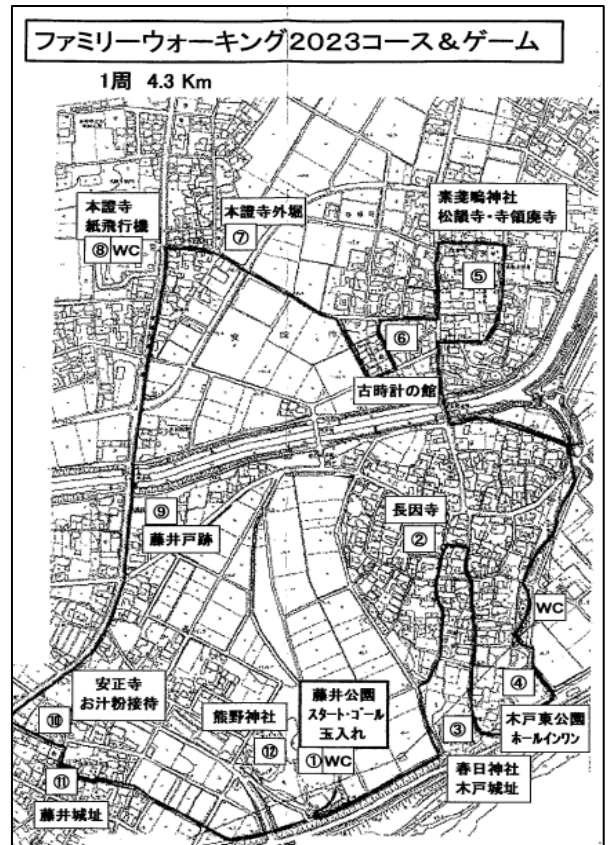 ファミリーウォーキング2023コース&ゲーム
1周 4.3 Km
本證寺
紙飛行機
⑧ WC
本證寺外堀
⑦
素戔嗚神社
松韻寺・寺領廃寺
⑤
⑥
古時計の館
長因寺
②
⑨
藤井戸跡
WC
④
木戸東公園
ホールインワン
③
春日神社
木戸城址
安正寺
お汁粉接待
⑩
熊野神社
⑫
藤井公園
スタート・ゴール
玉入れ
①WC
⑪
藤井城址